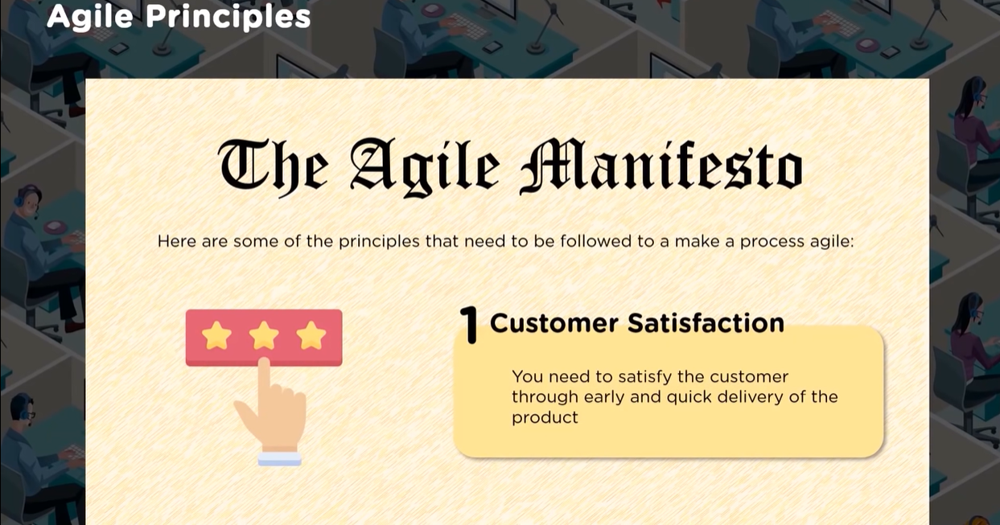 Agile Principles
The Agile Manifesto
Here are some of the principles that need to be followed to a make a process agile:
1 Customer Satisfaction
You need to satisfy the customer
through early and quick delivery of the
product